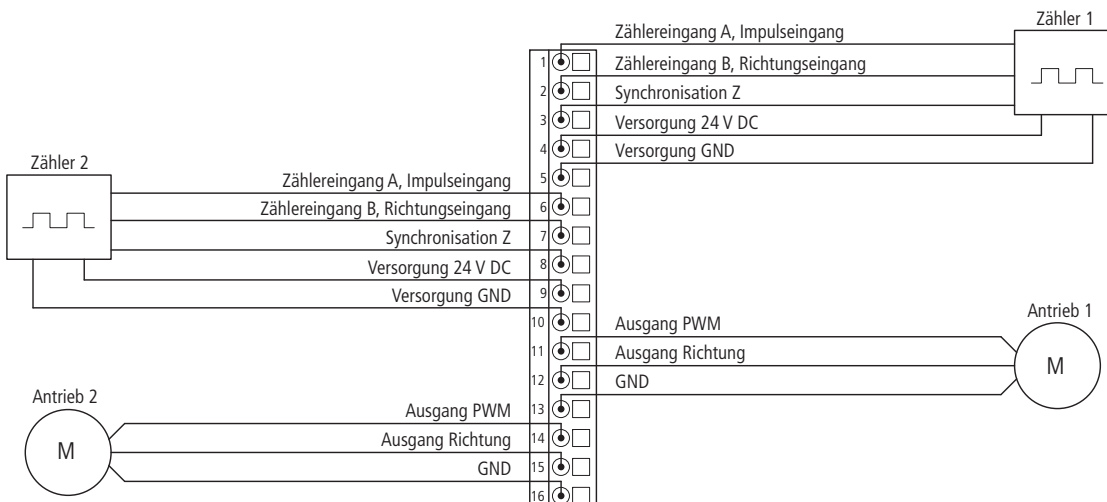 Zähler 1
Zählereingang A, Impulseingang
1
Zählereingang B, Richtungseingang
2
Synchronisation Z
3
Versorgung 24 V DC
4
Versorgung GND
5
Zähler 2
Zählereingang A, Impulseingang
6
Zählereingang B, Richtungseingang
7
Synchronisation Z
8
Versorgung 24 V DC
9
Versorgung GND
10
Antrieb 1
Ausgang PWM
11
Ausgang Richtung
M
12
GND
13
Antrieb 2
Ausgang PWM
14
Ausgang Richtung
M
15
GND
16